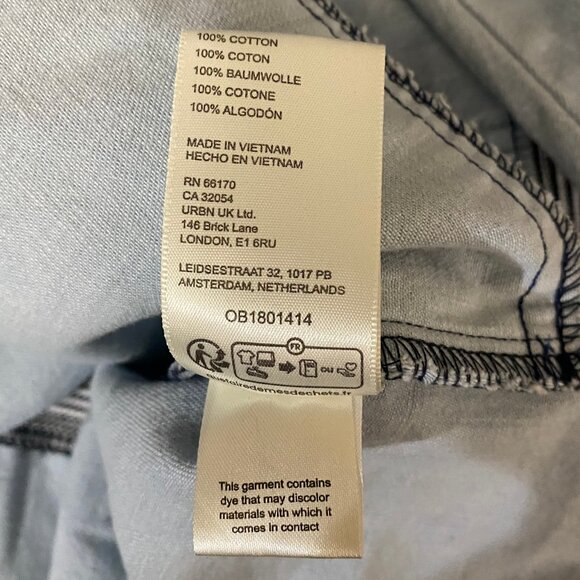 100% COTTON
100% COTON
100% BAUMWOLLE
100% COTONE
100% ALGODÓN
MADE IN VIETNAM
HECHO EN VIETNAM
RN 66170
CA 32054
URBN UK Ltd.
146 Brick Lane
LONDON, E1 6RU
LEIDSESTRAAT 32, 1017 PB
AMSTERDAM, NETHERLANDS
OB1801414
FR
OU
quefairedemesdechets.fr
This garment contains
dye that may discolor
materials with which it
comes in contact